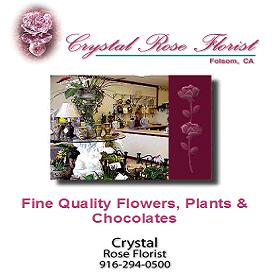 Crystal Rose Florist
Folsom, CA
Fine Quality Flowers, Plants &
Chocolates
Crystal
Rose Florist
916-294-0500